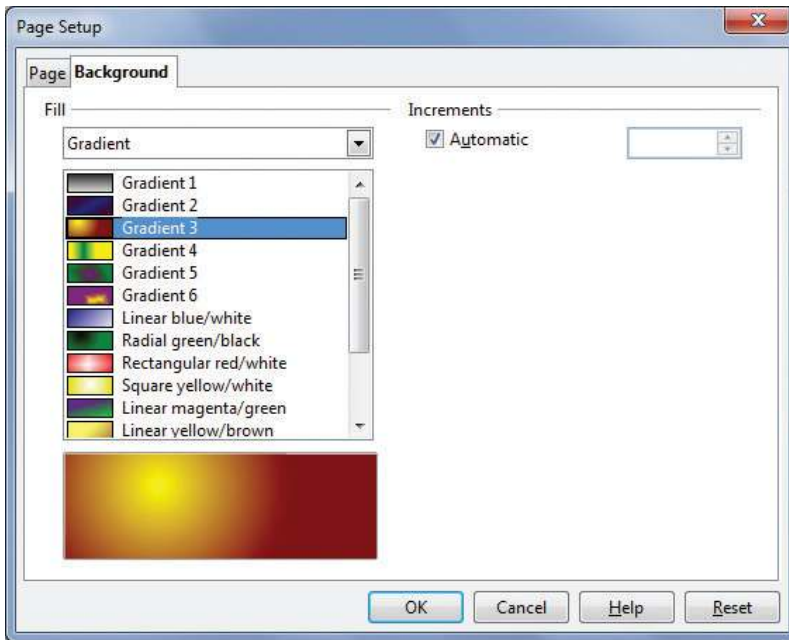 Page Setup
Page Background
Fill
Gradient
Gradient 1
Gradient 2
Gradient 3
Gradient 4
Gradient 5
Gradient 6
Linear blue/white
Radial green/black
Rectangular red/white
Square yellow/white
Linear magenta/green
Linear yellow/brown
Increments
Automatic
OK Cancel Help Reset